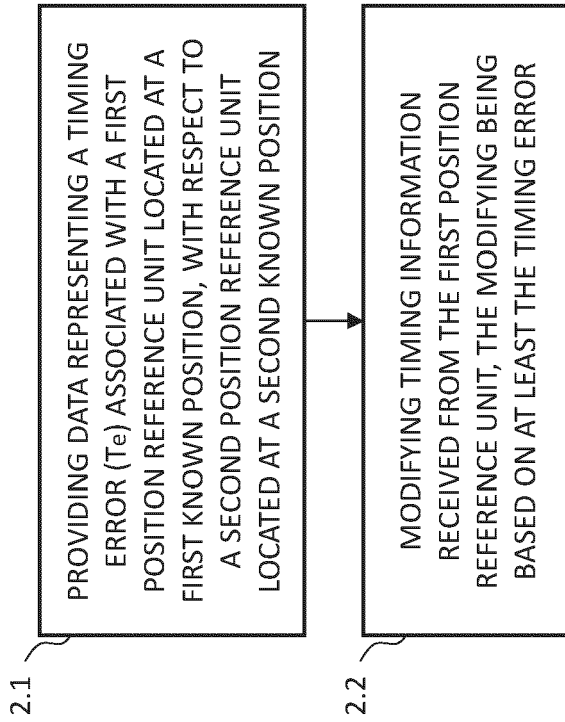 2.1
PROVIDING DATA REPRESENTING A TIMING
ERROR (Te) ASSOCIATED WITH A FIRST
POSITION REFERENCE UNIT LOCATED AT A
FIRST KNOWN POSITION, WITH RESPECT TO
A SECOND POSITION REFERENCE UNIT
LOCATED AT A SECOND KNOWN POSITION
2.2
MODIFYING TIMING INFORMATION
RECEIVED FROM THE FIRST POSITION
REFERENCE UNIT, THE MODIFYING BEING
BASED ON AT LEAST THE TIMING ERROR